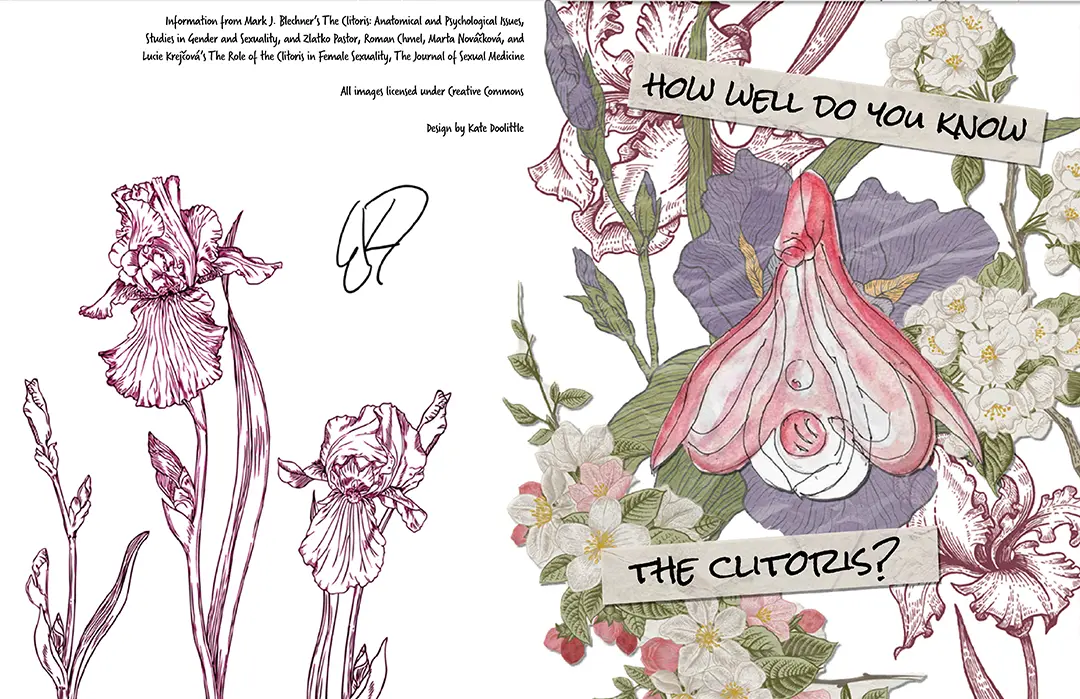 Information from Mark J. Blechner's The Clitoris: Anatomical and Psychological Issues,
Studies in Gender and Sexuality, and Zlatko Pastor, Roman Chmel, Marta Nováčková, and
Lucie Krejčová's The Role of the Clitoris in Female Sexuality, The Journal of Sexual Medicine
All images licensed under Creative Commons
Design by Kate Doolittle
HOW WELL DO YOU KNOW
THE CLITORIS?